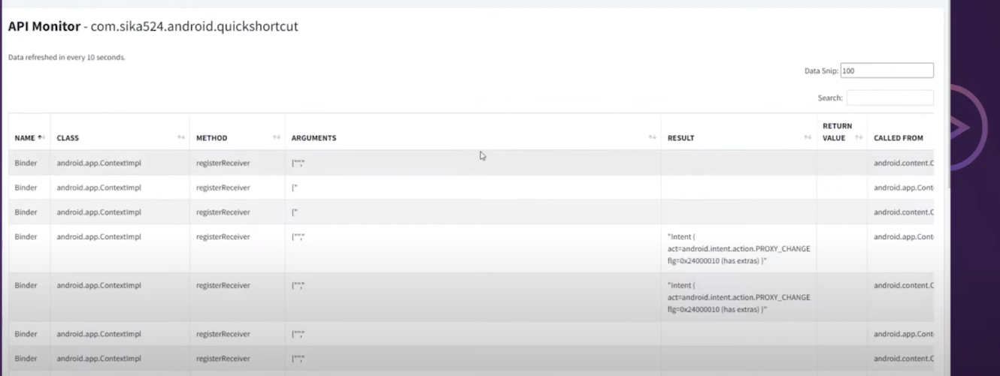 API Monitor - com.sika524.android.quickshortcut
Data refreshed in every 10 seconds.
Data Snip: 100
Search:
NAME CLASS METHOD ARGUMENTS RESULT RETURN VALUE CALLED FROM
Binder android.app.ContextImpl registerReceiver ["","" android.content.C
Binder android.app.ContextImpl registerReceiver [" android.app.Cont
Binder android.app.ContextImpl registerReceiver [" android.content.C
Binder android.app.ContextImpl registerReceiver ["","" "Intent { android.app.Cont
act=android.intent.action.PROXY_CHANGE
flg=0x24000010 (has extras) }"
Binder android.app.ContextImpl registerReceiver ["","" "Intent { android.content.C
act=android.intent.action.PROXY_CHANGE
flg=0x24000010 (has extras) }"
Binder android.app.ContextImpl registerReceiver ["","" android.app.Cont
Binder android.app.ContextImpl registerReceiver ["","" android.content.C